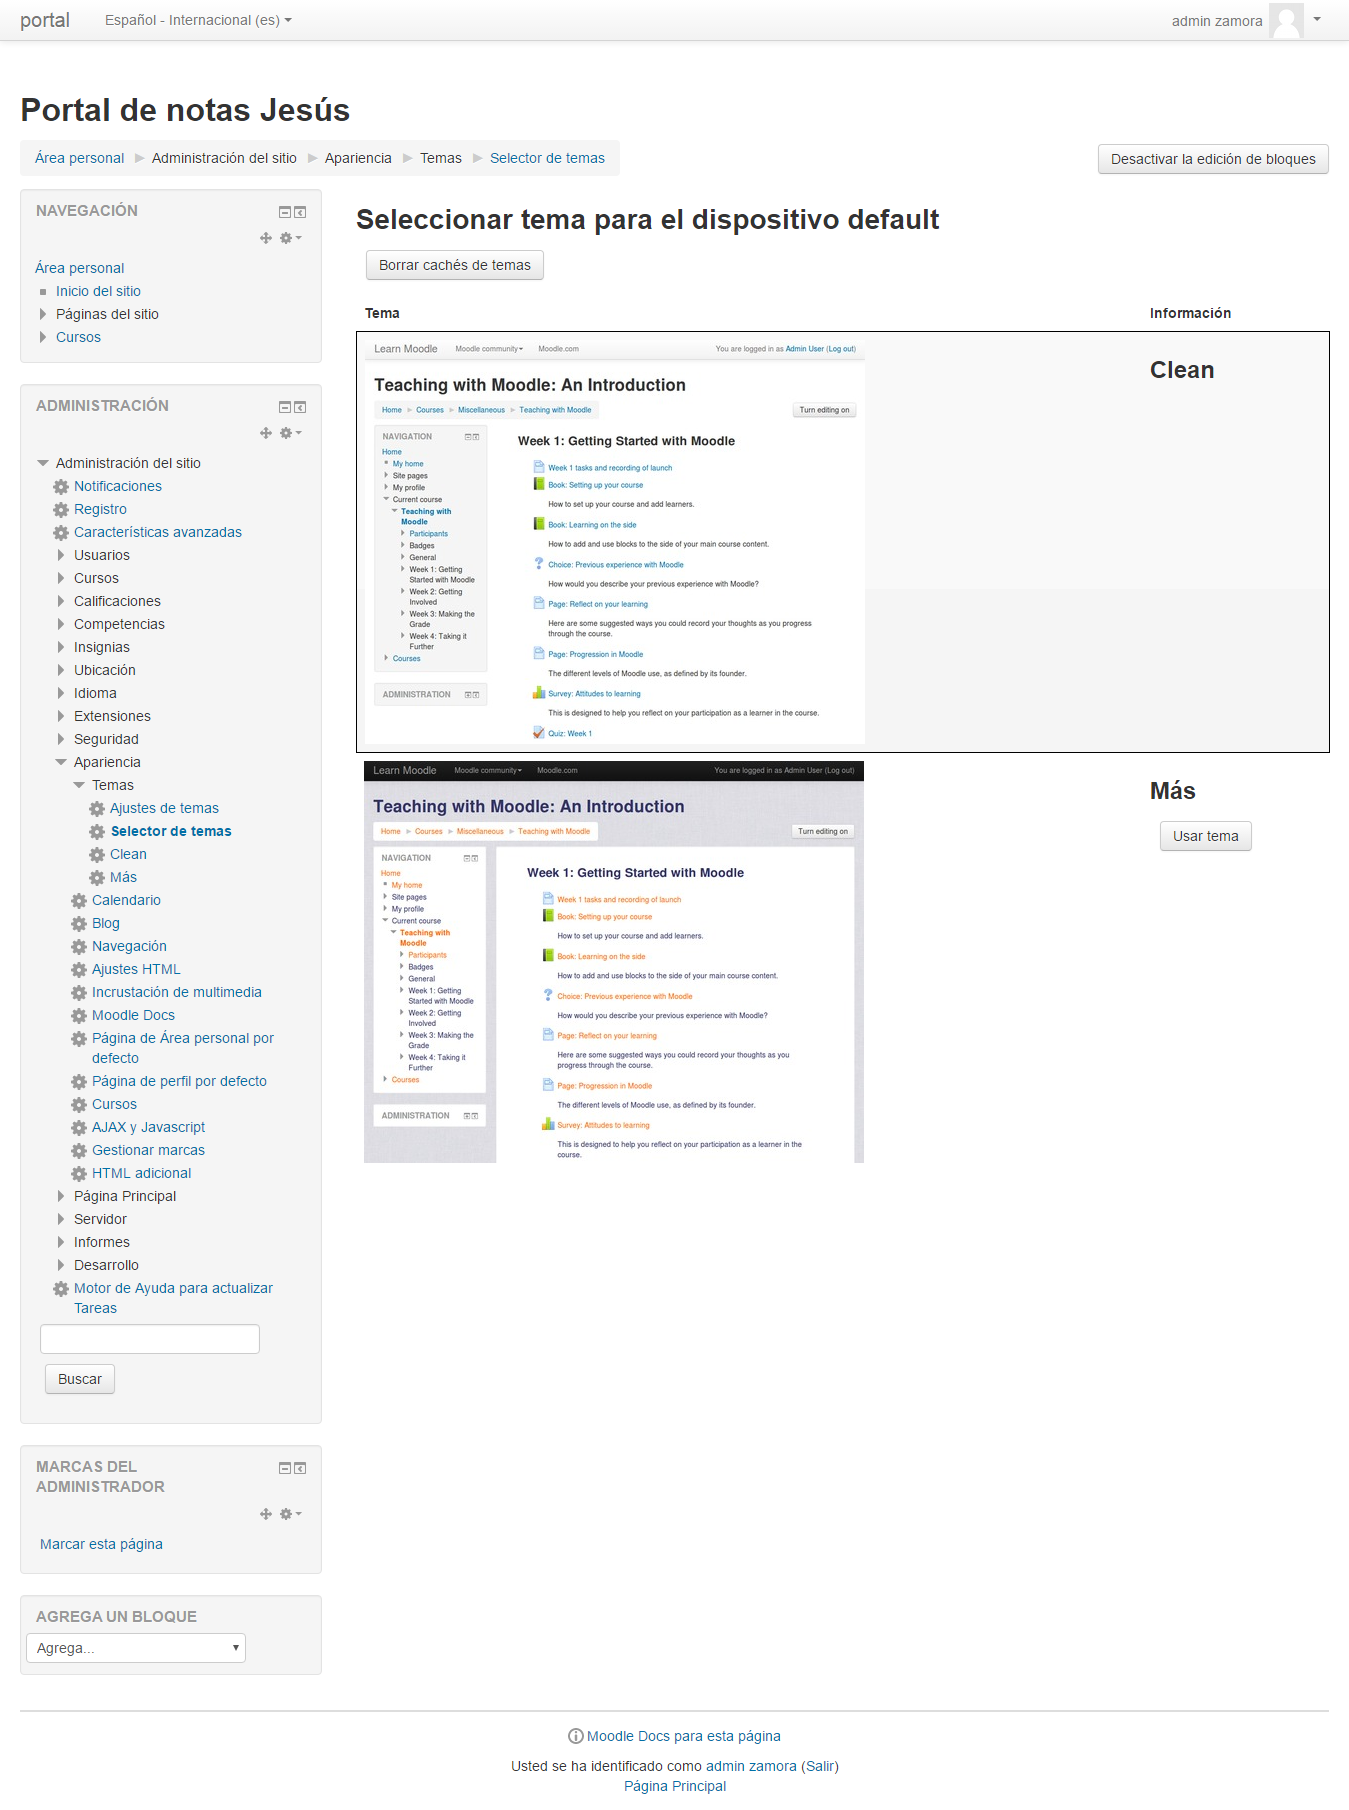 portal
Español - Internacional (es)
admin zamora
Portal de notas Jesús
Área personal
Administración del sitio
Apariencia
Temas
Selector de temas
Desactivar la edición de bloques
NAVEGACIÓN
Área personal
Inicio del sitio
Páginas del sitio
Cursos
ADMINISTRACIÓN
Administración del sitio
Notificaciones
Registro
Características avanzadas
Usuarios
Cursos
Calificaciones
Competencias
Insignias
Ubicación
Idioma
Extensiones
Seguridad
Apariencia
Temas
Ajustes de temas
Selector de temas
Clean
Más
Calendario
Blog
Navegación
Ajustes HTML
Incrustación de multimedia
Moodle Docs
Página de Área personal por
defecto
Página de perfil por defecto
Cursos
AJAX y Javascript
Gestionar marcas
HTML adicional
Página Principal
Servidor
Informes
Desarrollo
Motor de Ayuda para actualizar
Tareas
Buscar
MARCAS DEL
ADMINISTRADOR
Marcar esta página
AGREGA UN BLOQUE
Agrega...
Seleccionar tema para el dispositivo default
Borrar cachés de temas
Tema
Información
Learn Moodle
Moodle community
Moodle.com
You are logged in as Admin User (Log out)
Teaching with Moodle: An Introduction
Home
Courses
Miscellaneous
Teaching with Moodle
Turn editing on
NAVIGATION
Home
My home
Site pages
My profile
Current course
Teaching with
Moodle
Participants
Badges
General
Week 1: Getting
Started with Moodle
Week 2: Getting
Involved
Week 3: Making the
Grade
Week 4: Taking it
Further
Courses
ADMINISTRATION
Week 1: Getting Started with Moodle
Week 1 tasks and recording of launch
Book: Setting up your course
How to set up your course and add learners.
Book: Learning on the side
How to add and use blocks to the side of your main course content.
Choice: Previous experience with Moodle
How would you describe your previous experience with Moodle?
Page: Reflect on your learning
Here are some suggested ways you could record your thoughts as you progress
through the course.
Page: Progression in Moodle
The different levels of Moodle use, as defined by its founder.
Survey: Attitudes to learning
This is designed to help you reflect on your participation as a learner in the course.
Quiz: Week 1
Clean
Learn Moodle
Moodle community
Moodle.com
You are logged in as Admin User (Log out)
Teaching with Moodle: An Introduction
Home
Courses
Miscellaneous
Teaching with Moodle
Turn editing on
NAVIGATION
Home
My home
Site pages
My profile
Current course
Teaching with
Moodle
Participants
Badges
General
Week 1: Getting
Started with Moodle
Week 2: Getting
Involved
Week 3: Making the
Grade
Week 4: Taking it
Further
Courses
ADMINISTRATION
Week 1: Getting Started with Moodle
Week 1 tasks and recording of launch
Book: Setting up your course
How to set up your course and add learners.
Book: Learning on the side
How to add and use blocks to the side of your main course content.
Choice: Previous experience with Moodle
How would you describe your previous experience with Moodle?
Page: Reflect on your learning
Here are some suggested ways you could record your thoughts as you
progress through the course.
Page: Progression in Moodle
The different levels of Moodle use, as defined by its founder.
Survey: Attitudes to learning
This is designed to help you reflect on your participation as a learner in the
course.
Más
Usar tema
Moodle Docs para esta página
Usted se ha identificado como admin zamora (Salir)
Página Principal